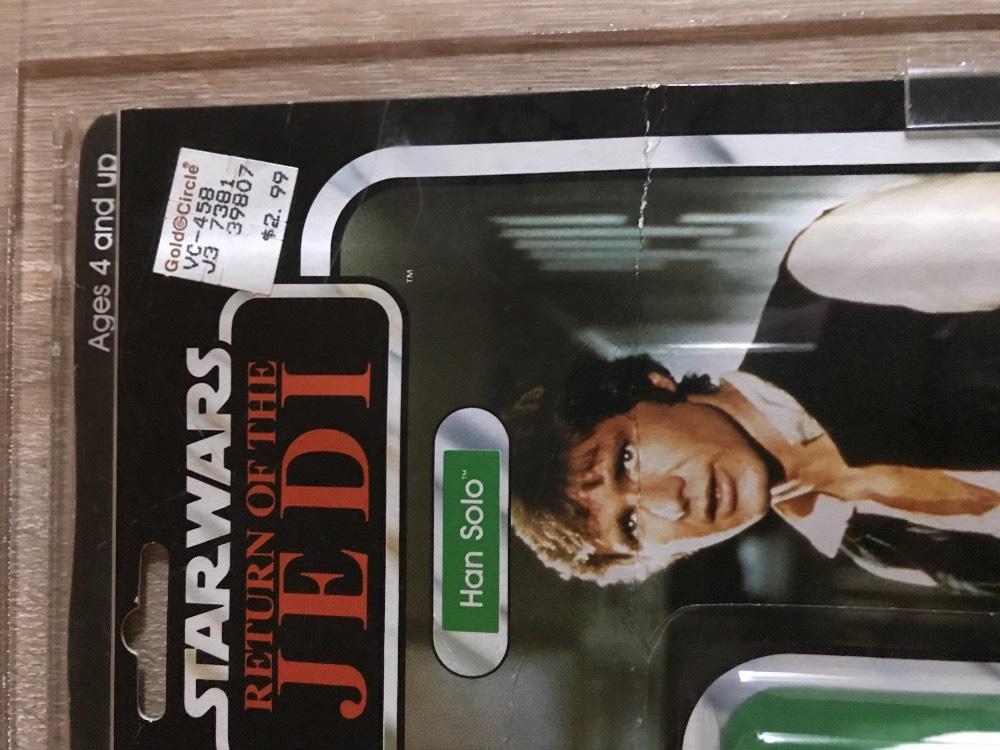 Ages 4 and up
Gold Circle®
VC-458
J3 7381
39807
$2.99
STAR WARS
RETURN OF THE
JEDI
™
Han Solo™